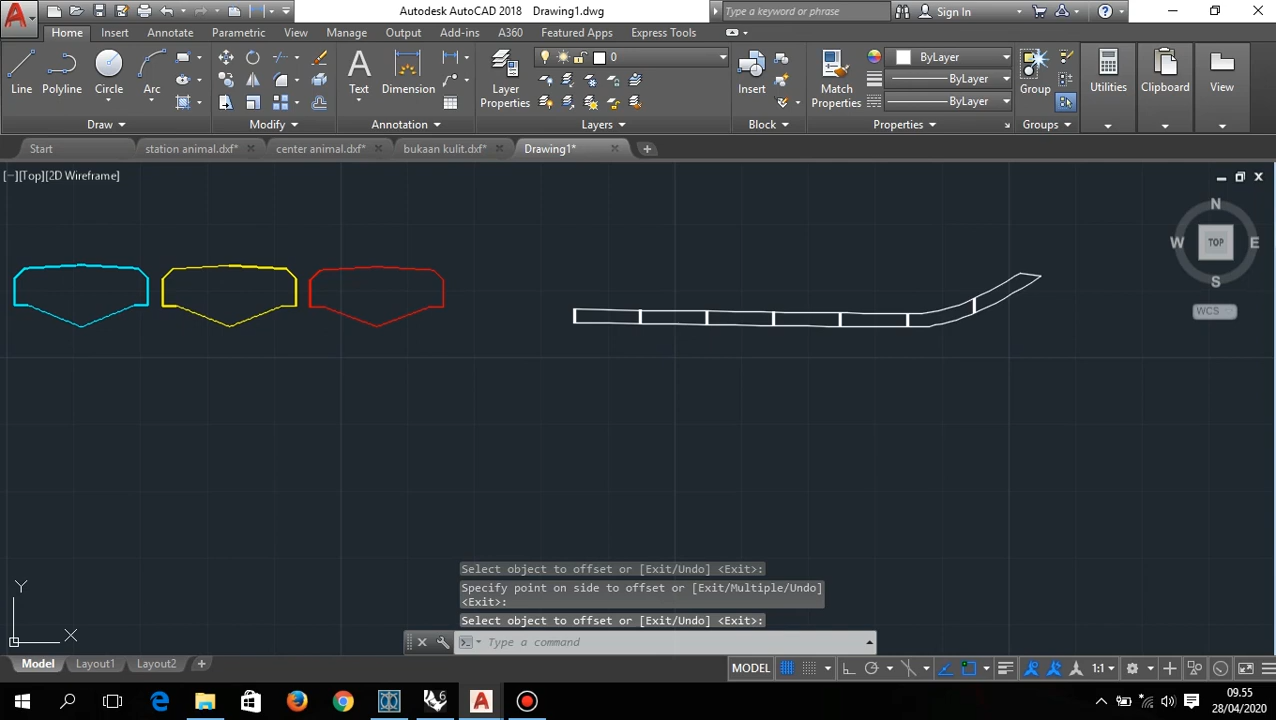 Autodesk AutoCAD 2018 Drawing1.dwg
Type a keyword or phrase
Sign In
Home Insert Annotate Parametric View Manage Output Add-ins A360 Featured Apps Express Tools
0
ByLayer
ByLayer
ByLayer
Line Polyline Circle Arc
Text Dimension
Layer
Properties
Insert
Match
Properties
Group
Utilities Clipboard View
Draw Modify Annotation Layers Block Properties Groups
Start station animal.dxf* center animal.dxf* bukaan kulit.dxf* Drawing1*
[−][Top][2D Wireframe]
N
W TOP E
S
WCS
Y
X
Select object to offset or [Exit/Undo] <Exit>:
Specify point on side to offset or [Exit/Multiple/Undo]
<Exit>:
Select object to offset or [Exit/Undo] <Exit>:
Type a command
Model Layout1 Layout2
MODEL 1:1
09.55
28/04/2020